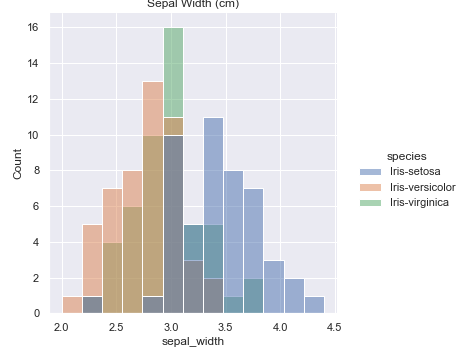 Sepal Width (cm)
16
14
12
10
8
6
4
2
0
Count
2.0 2.5 3.0 3.5 4.0 4.5
sepal_width
species
Iris-setosa
Iris-versicolor
Iris-virginica